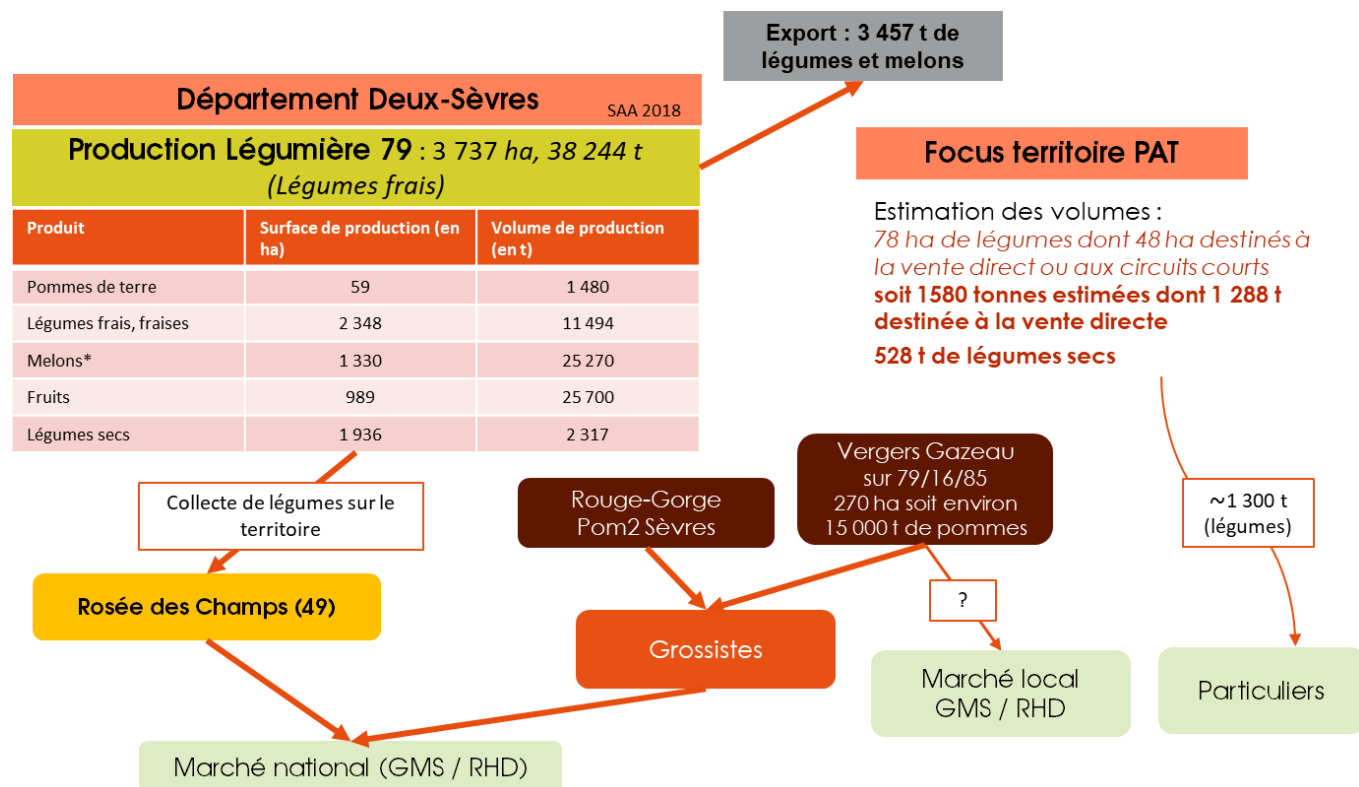 Export : 3 457 t de
légumes et melons
Département Deux-Sèvres
SAA 2018
Production Légumière 79 : 3 737 ha, 38 244 t
(Légumes frais)
Produit Surface de production (en ha) Volume de production (en t)
Pommes de terre 59 1 480
Légumes frais, fraises 2 348 11 494
Melons* 1 330 25 270
Fruits 989 25 700
Légumes secs 1 936 2 317
Focus territoire PAT
Estimation des volumes :
78 ha de légumes dont 48 ha destinés à
la vente direct ou aux circuits courts
soit 1580 tonnes estimées dont 1 288 t
destinée à la vente directe
528 t de légumes secs
Collecte de légumes sur le
territoire
Rouge-Gorge
Pom2 Sèvres
Vergers Gazeau
sur 79/16/85
270 ha soit environ
15 000 t de pommes
~1 300 t
(légumes)
Rosée des Champs (49)
?
Grossistes
Marché local
GMS / RHD
Particuliers
Marché national (GMS / RHD)